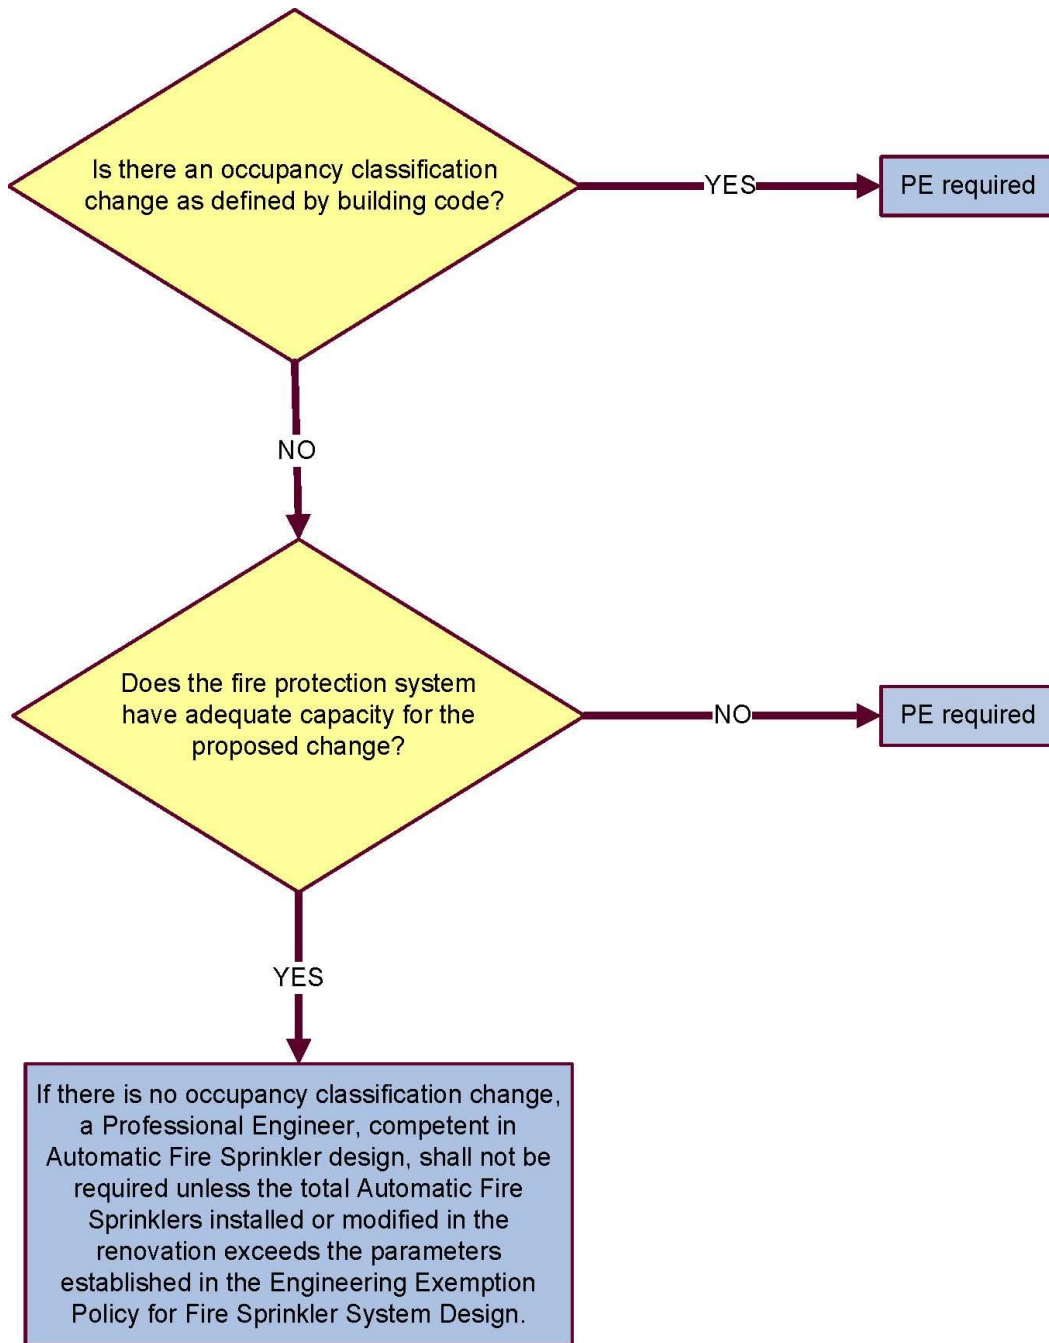 Is there an occupancy classification
change as defined by building code?
YES
PE required
NO
Does the fire protection system
have adequate capacity for the
proposed change?
NO
PE required
YES
If there is no occupancy classification change,
a Professional Engineer, competent in
Automatic Fire Sprinkler design, shall not be
required unless the total Automatic Fire
Sprinklers installed or modified in the
renovation exceeds the parameters
established in the Engineering Exemption
Policy for Fire Sprinkler System Design.